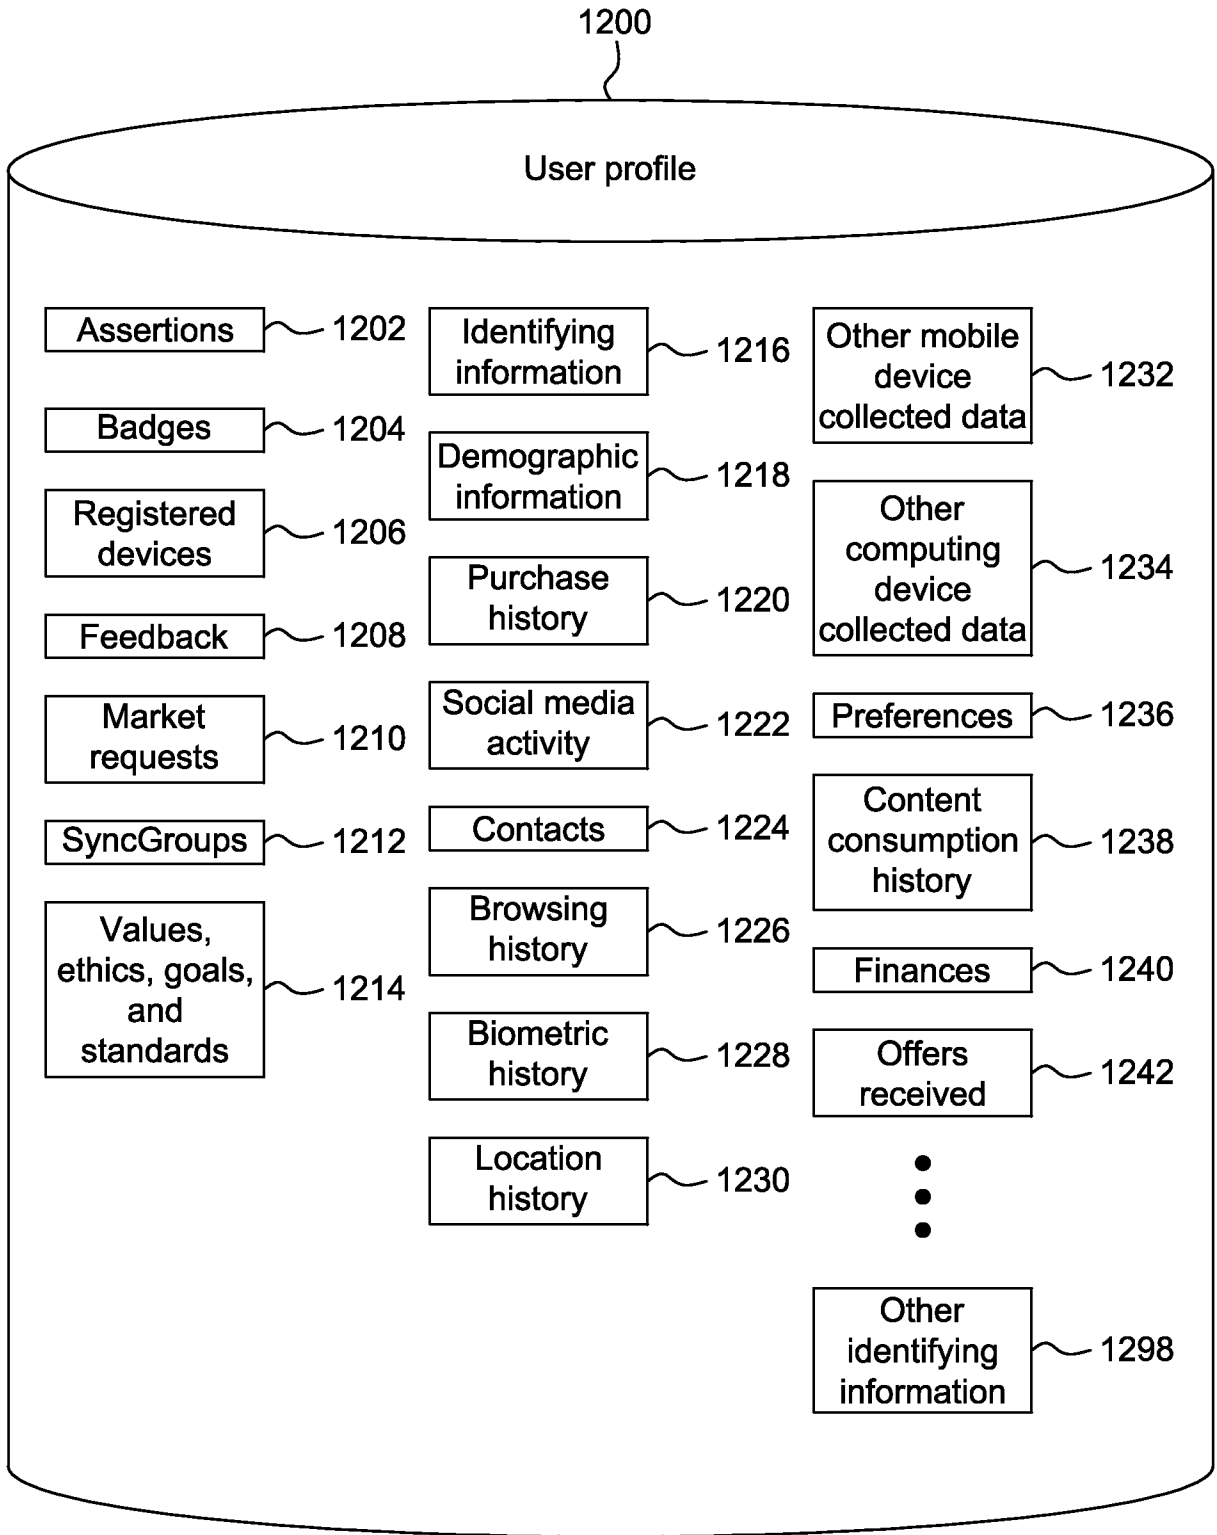 1200
User profile
Assertions
1202
Badges
1204
Registered
devices
1206
Feedback
1208
Market
requests
1210
SyncGroups
1212
Values,
ethics, goals,
and
standards
1214
Identifying
information
1216
Demographic
information
1218
Purchase
history
1220
Social media
activity
1222
Contacts
1224
Browsing
history
1226
Biometric
history
1228
Location
history
1230
Other mobile
device
collected data
1232
Other
computing
device
collected data
1234
Preferences
1236
Content
consumption
history
1238
Finances
1240
Offers
received
1242
Other
identifying
information
1298